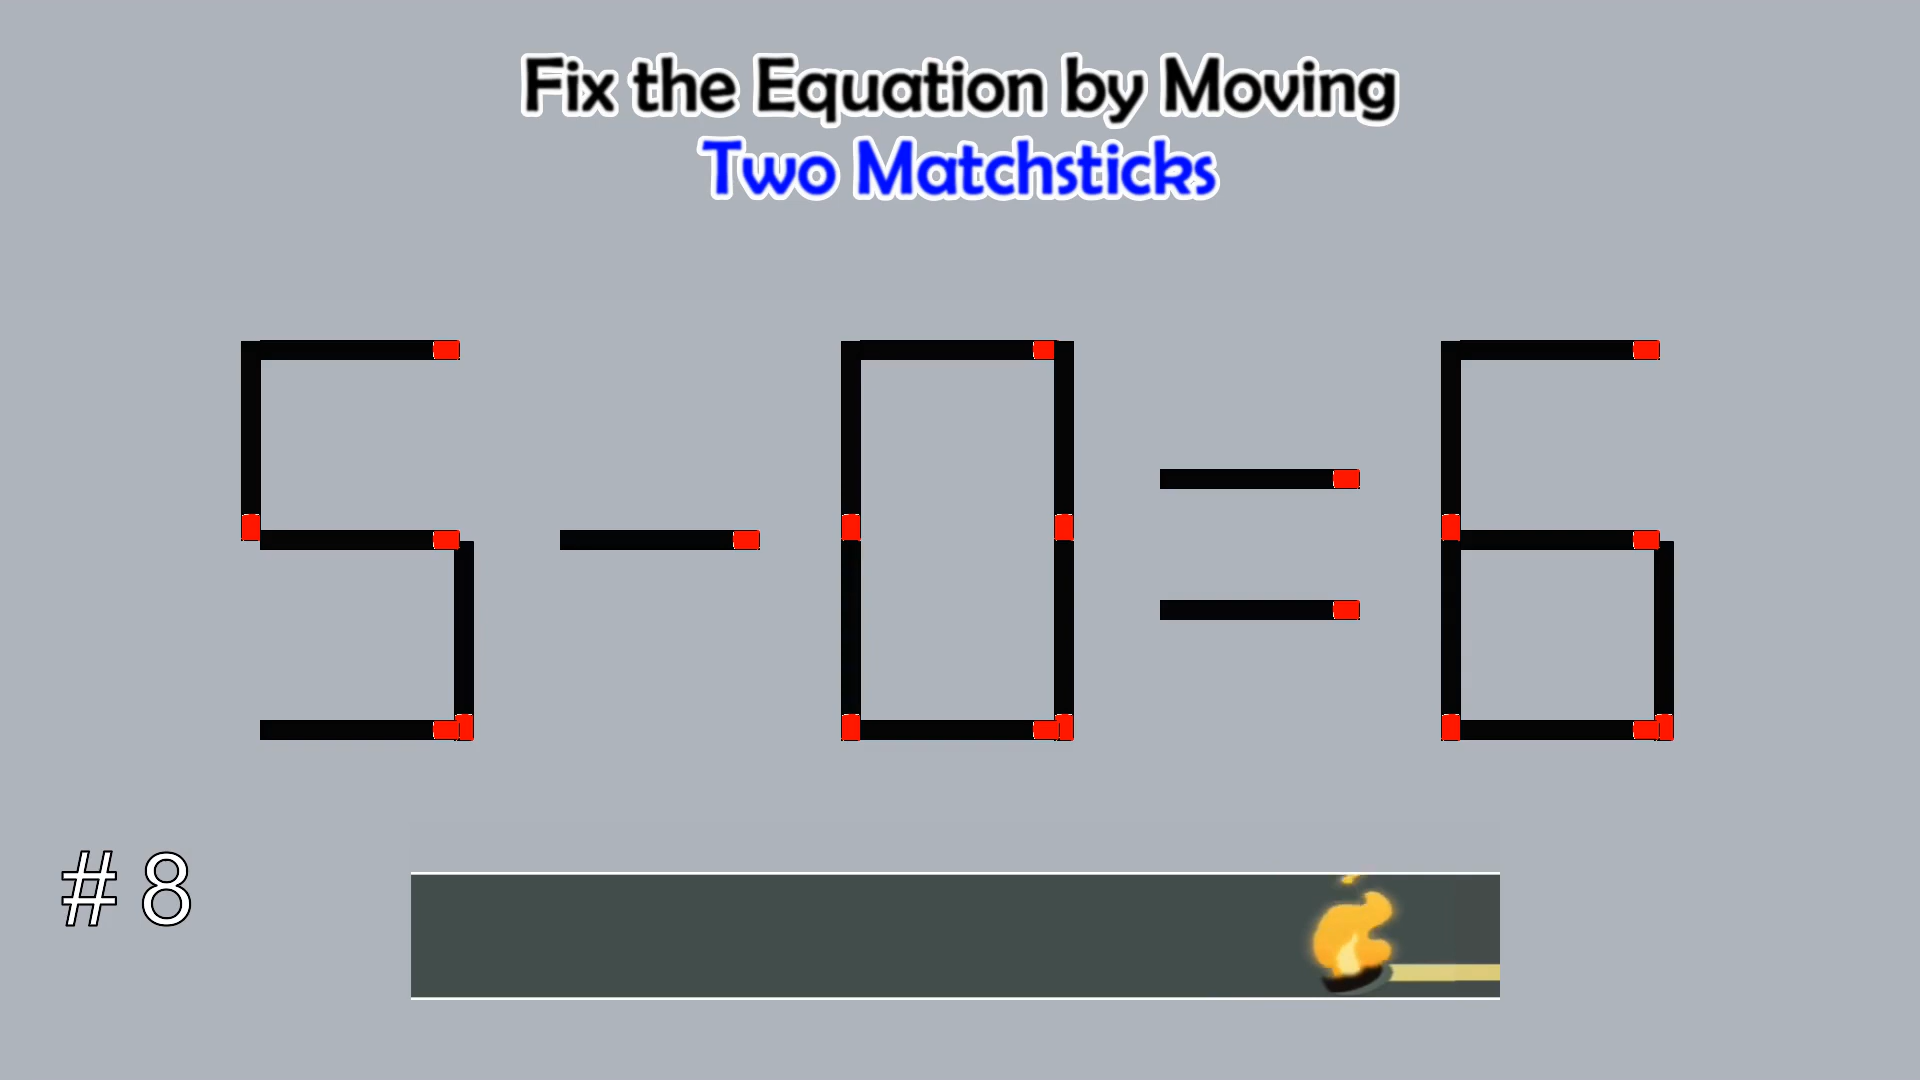 Fix the Equation by Moving
Two Matchsticks
5-0=6
#8